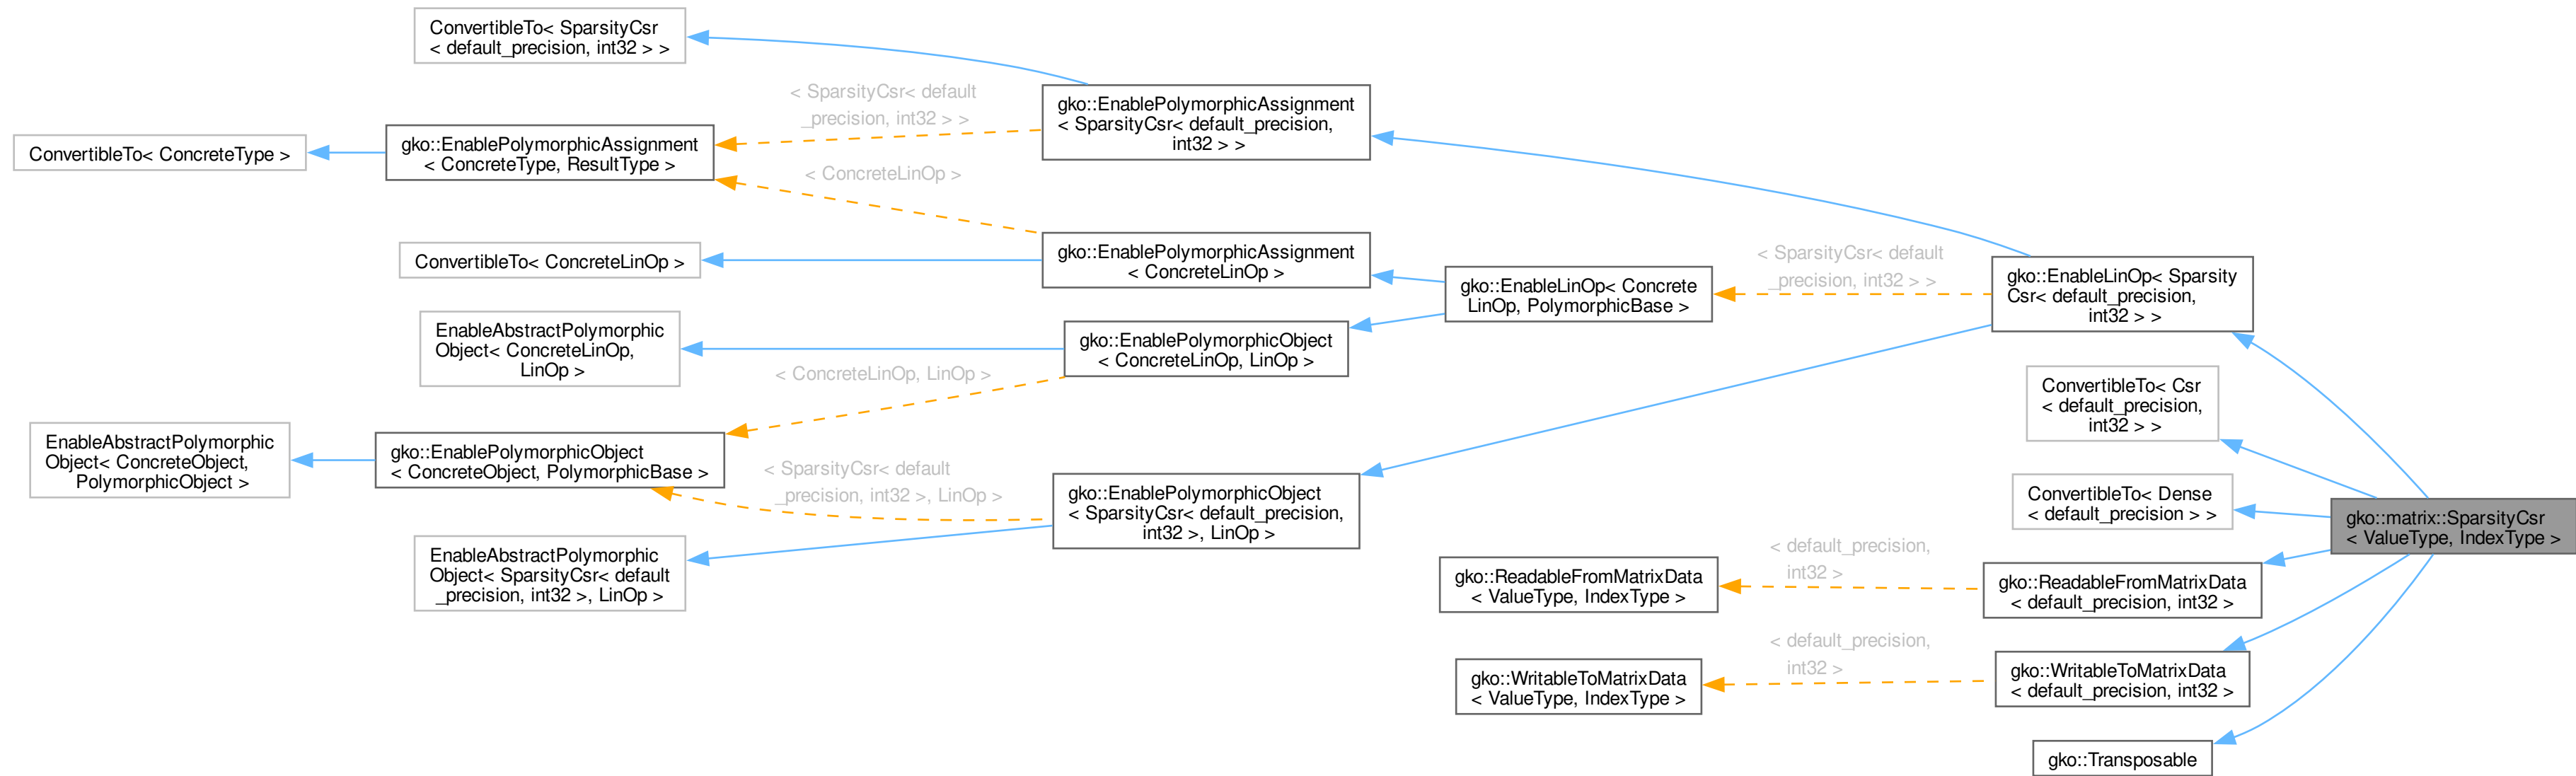 ConvertibleTo< SparsityCsr
< default_precision, int32 > >
< SparsityCsr< default
_precision, int32 > >
gko::EnablePolymorphicAssignment
< SparsityCsr< default_precision,
int32 > >
ConvertibleTo< ConcreteType >
gko::EnablePolymorphicAssignment
< ConcreteType, ResultType >
< ConcreteLinOp >
ConvertibleTo< ConcreteLinOp >
gko::EnablePolymorphicAssignment
< ConcreteLinOp >
gko::EnableLinOp< Concrete
LinOp, PolymorphicBase >
< SparsityCsr< default
_precision, int32 > >
gko::EnableLinOp< Sparsity
Csr< default_precision,
int32 > >
EnableAbstractPolymorphic
Object< ConcreteLinOp,
LinOp >
gko::EnablePolymorphicObject
< ConcreteLinOp, LinOp >
< ConcreteLinOp, LinOp >
ConvertibleTo< Csr
< default_precision,
int32 > >
EnableAbstractPolymorphic
Object< ConcreteObject,
PolymorphicObject >
gko::EnablePolymorphicObject
< ConcreteObject, PolymorphicBase >
< SparsityCsr< default
_precision, int32 >, LinOp >
gko::EnablePolymorphicObject
< SparsityCsr< default_precision,
int32 >, LinOp >
ConvertibleTo< Dense
< default_precision > >
gko::matrix::SparsityCsr
< ValueType, IndexType >
EnableAbstractPolymorphic
Object< SparsityCsr< default
_precision, int32 >, LinOp >
gko::ReadableFromMatrixData
< ValueType, IndexType >
< default_precision,
int32 >
gko::ReadableFromMatrixData
< default_precision, int32 >
gko::WritableToMatrixData
< ValueType, IndexType >
< default_precision,
int32 >
gko::WritableToMatrixData
< default_precision, int32 >
gko::Transposable